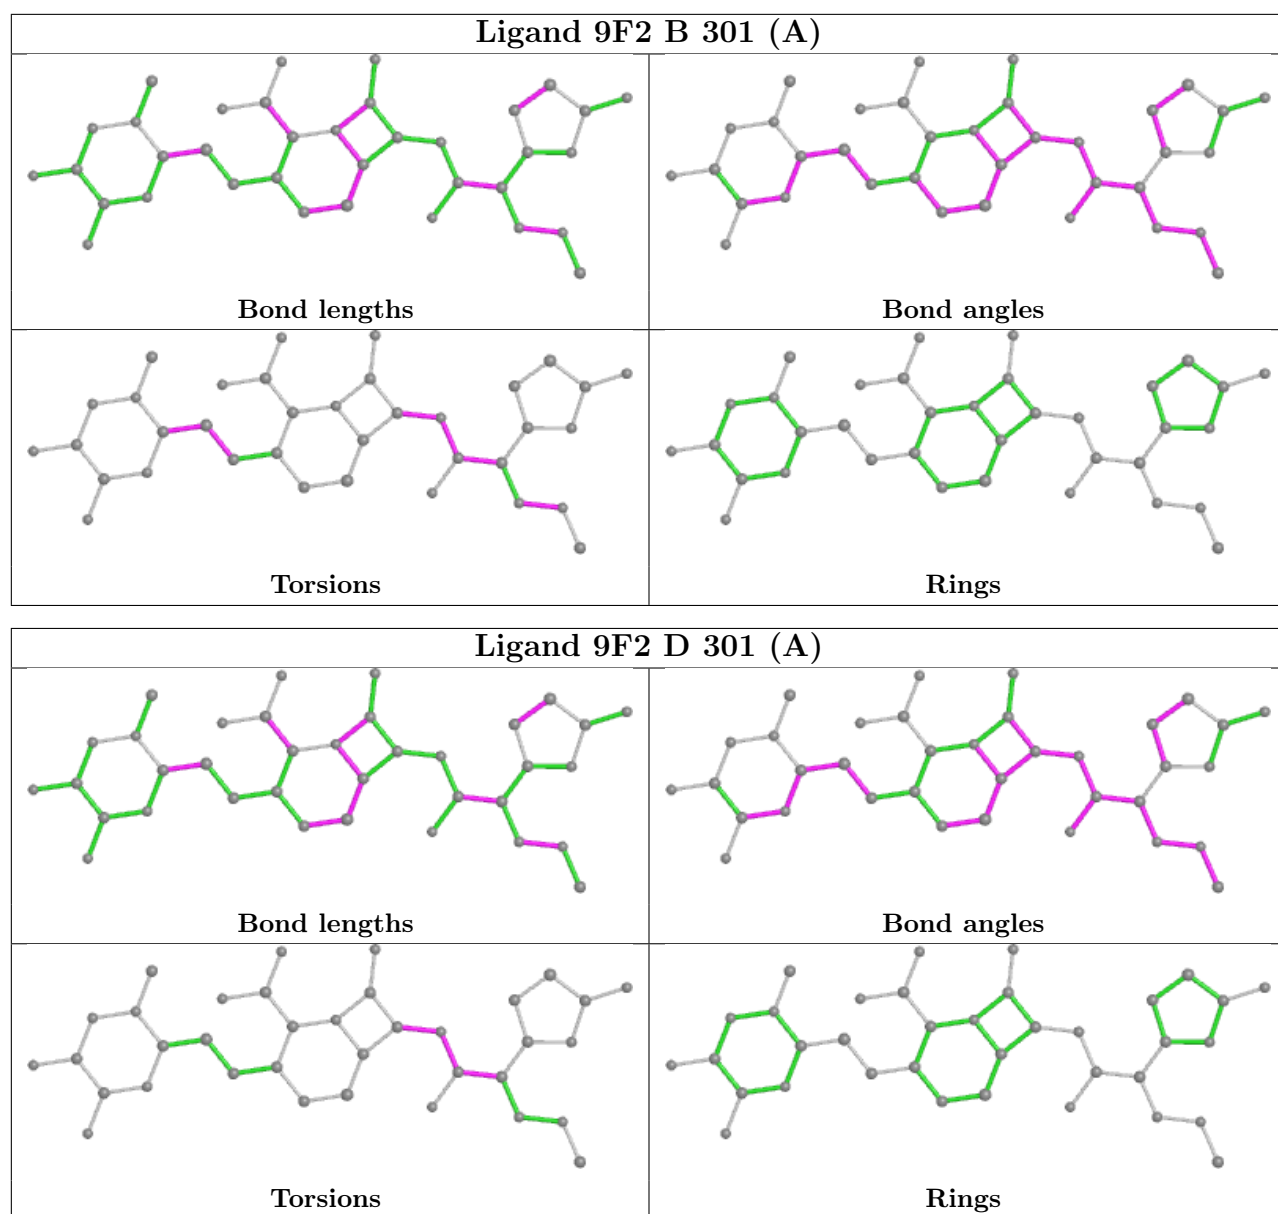 Ligand 9F2 B 301 (A)
Bond lengths
Bond angles
Torsions
Rings
Ligand 9F2 D 301 (A)
Bond lengths
Bond angles
Torsions
Rings